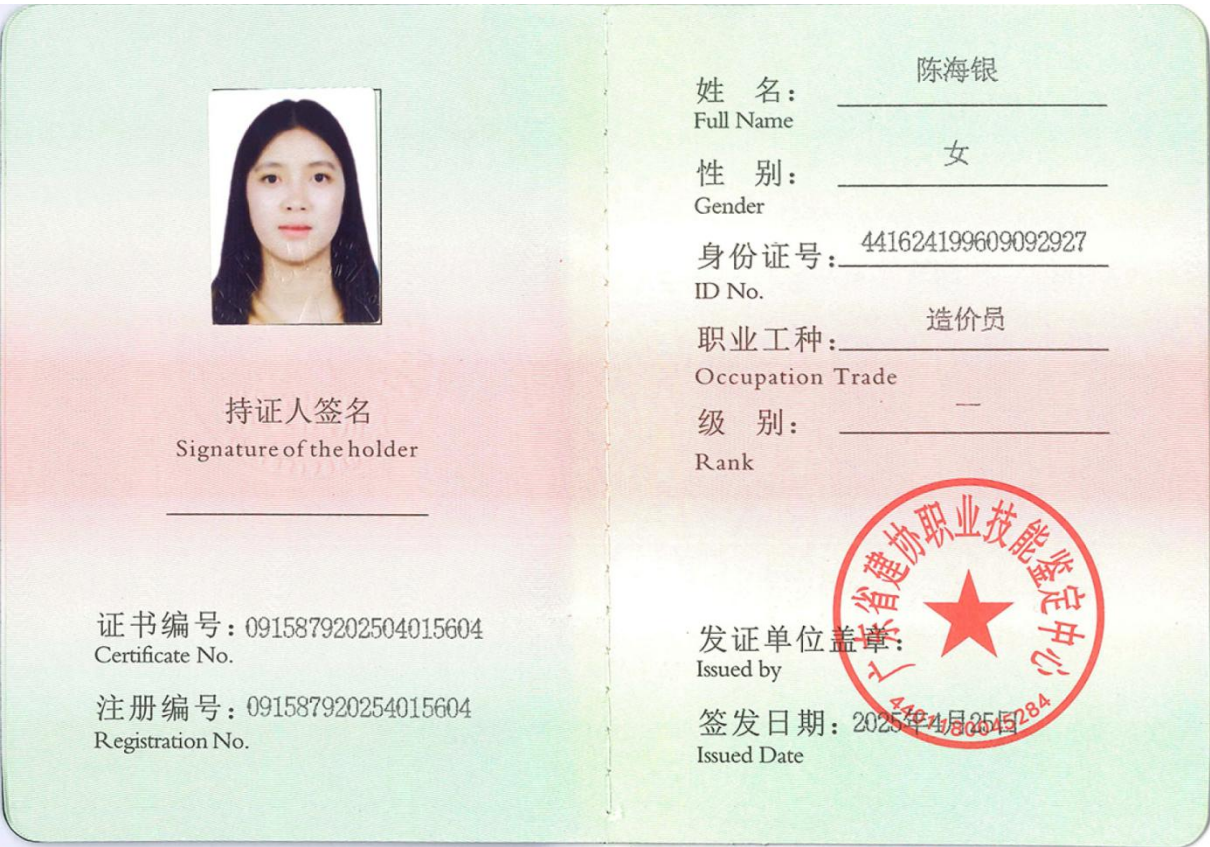 持证人签名
Signature of the holder
证书编号：0915879202504015604
Certificate No.
注册编号：091587920254015604
Registration No.
陈海银
姓 名：
Full Name
女
性 别：
Gender
441624199609092927
身份证号：
ID No.
造价员
职业工种：
Occupation Trade
一
级 别：
Rank
广东省建协职业技能鉴定中心
发证单位盖章：
Issued by
签发日期：2025年4月25日
Issued Date
4401180045284